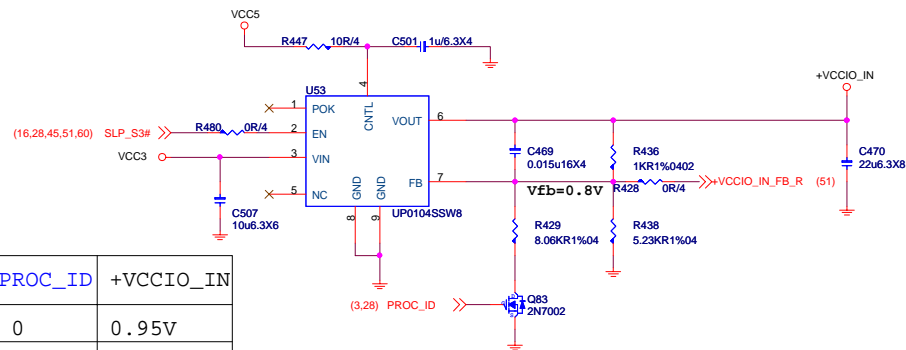 VCC5
R447
10R/4
C501
1u/6.3X4
+VCCIO_IN
4
U53
1
POK
CNTL
VOUT
6
(16,28,45,51,60)
SLP_S3#
R480
0R/4
2
EN
VCC3
3
VIN
C469
0.015u16X4
R436
1KR1%0402
C470
22u6.3X8
5
NC
GND
GND
FB
7
Vfb=0.8V
R428
0R/4
+VCCIO_IN_FB_R
(51)
C507
10u6.3X6
8
9
UP0104SSW8
R429
8.06KR1%04
R438
5.23KR1%04
PROC_ID
+VCCIO_IN
(3,28)
PROC_ID
Q83
2N7002
0
0.95V